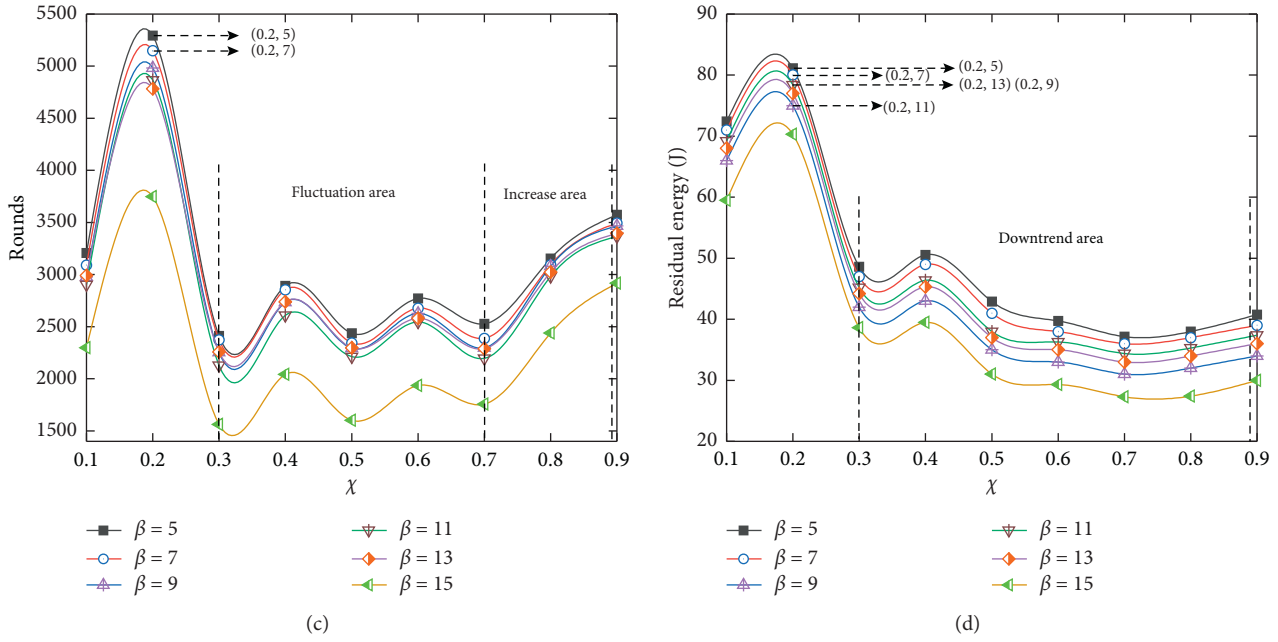 5500
5000
4500
4000
3500
3000
2500
2000
1500
Rounds
(0.2, 5)
(0.2, 7)
Fluctuation area
Increase area
0.1 0.2 0.3 0.4 0.5 0.6 0.7 0.8 0.9
χ
β = 5
β = 7
β = 9
β = 11
β = 13
β = 15
(c)
90
80
70
60
50
40
30
20
Residual energy (J)
(0.2, 5)
(0.2, 7)
(0.2, 13) (0.2, 9)
(0.2, 11)
Downtrend area
0.1 0.2 0.3 0.4 0.5 0.6 0.7 0.8 0.9
χ
β = 5
β = 7
β = 9
β = 11
β = 13
β = 15
(d)